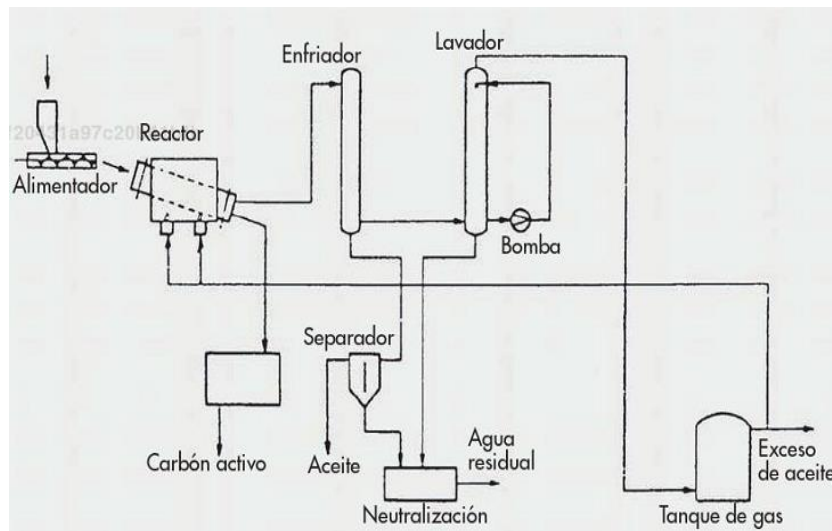 Enfriador
Lavador
Reactor
Alimentador
Bomba
Separador
Carbón activo
Aceite
Agua
residual
Neutralización
Exceso
de aceite
Tanque de gas